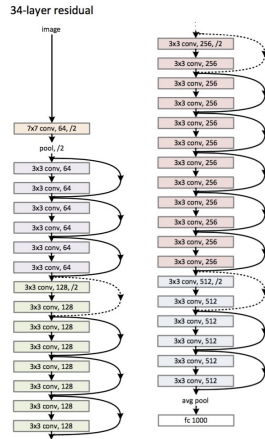 34-layer residual
image
7x7 conv, 64, /2
pool, /2
3x3 conv, 64
3x3 conv, 64
3x3 conv, 64
3x3 conv, 64
3x3 conv, 64
3x3 conv, 64
3x3 conv, 128, /2
3x3 conv, 128
3x3 conv, 128
3x3 conv, 128
3x3 conv, 128
3x3 conv, 128
3x3 conv, 128
3x3 conv, 128
3x3 conv, 256, /2
3x3 conv, 256
3x3 conv, 256
3x3 conv, 256
3x3 conv, 256
3x3 conv, 256
3x3 conv, 256
3x3 conv, 256
3x3 conv, 256
3x3 conv, 256
3x3 conv, 256
3x3 conv, 256
3x3 conv, 512, /2
3x3 conv, 512
3x3 conv, 512
3x3 conv, 512
3x3 conv, 512
3x3 conv, 512
avg pool
fc 1000